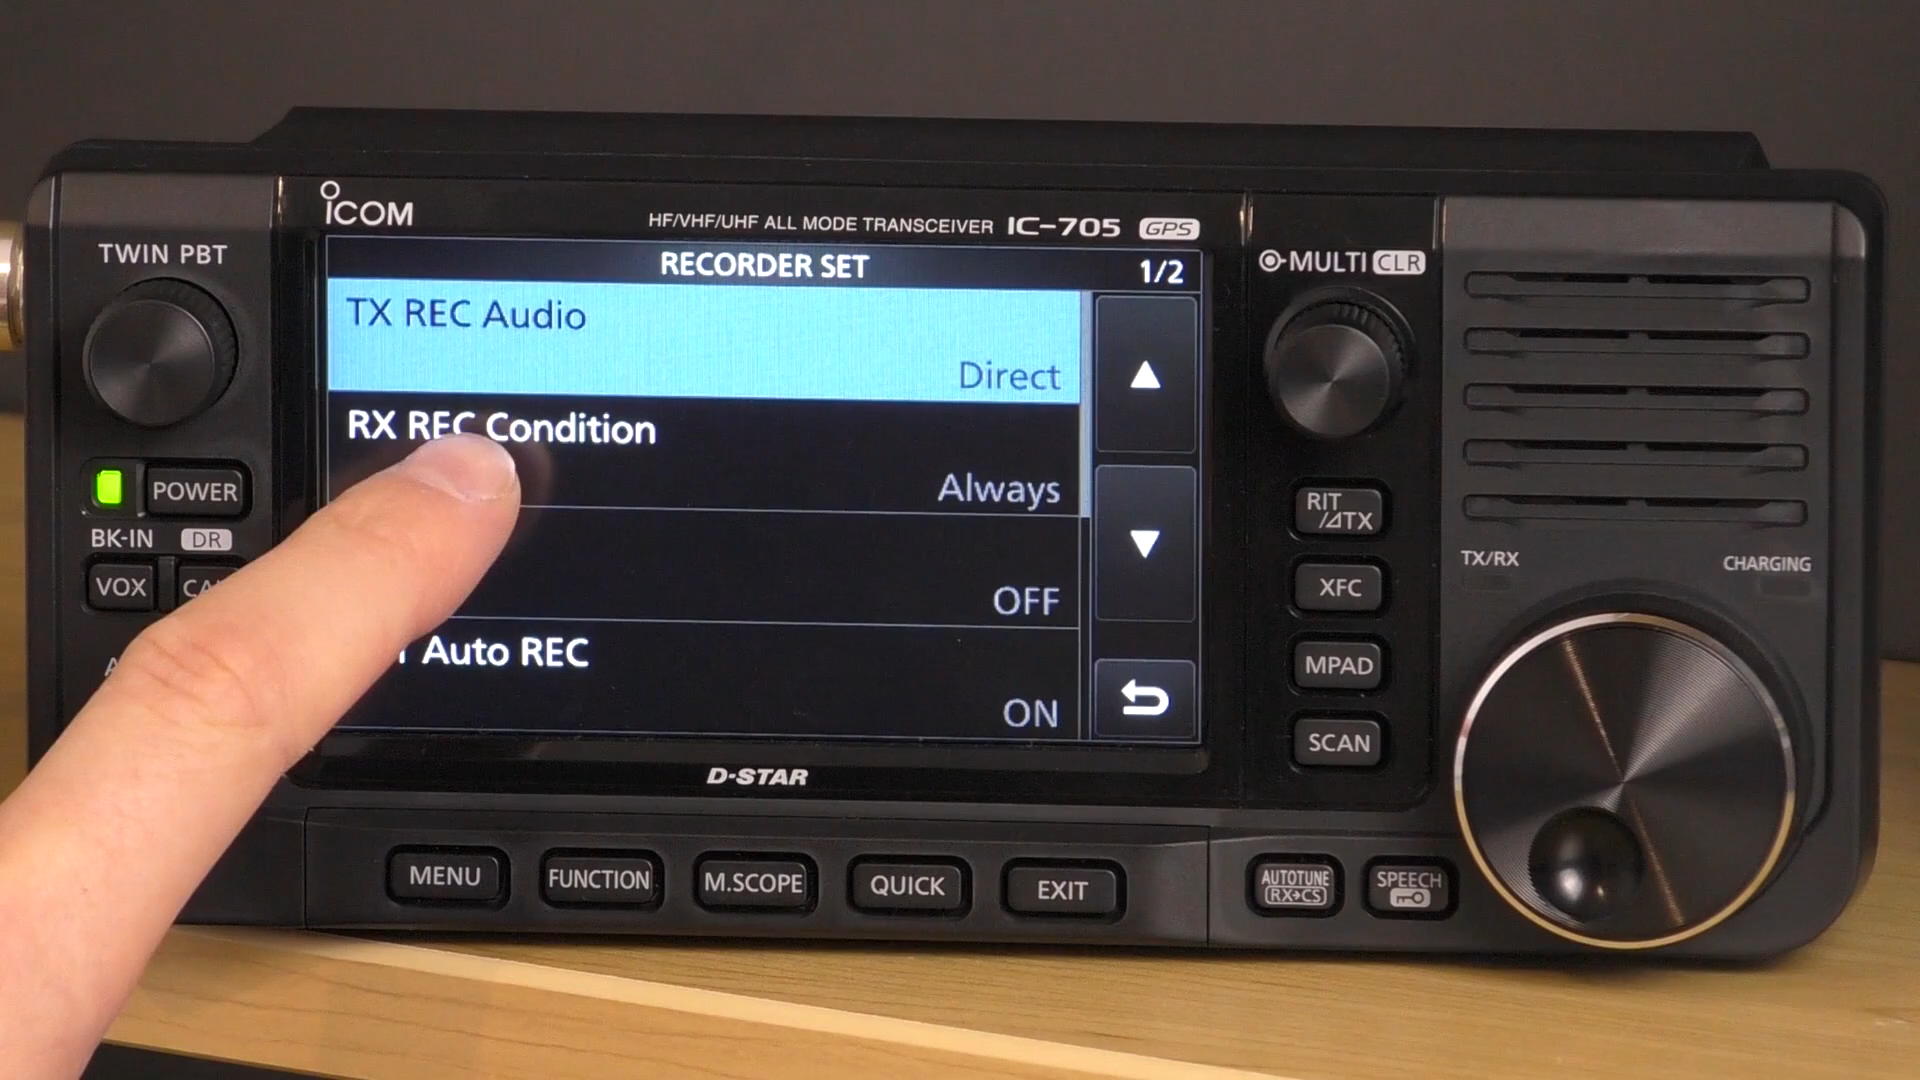 ICOM
HF/VHF/UHF ALL MODE TRANSCEIVER IC-705 GPS
TWIN PBT
RECORDER SET 1/2
MULTI CLR
TX REC Audio
Direct
RX REC Condition
Always
OFF
Auto REC
ON
POWER
BK-IN DR
VOX
RIT
/⊿TX
XFC
MPAD
SCAN
TX/RX
CHARGING
D-STAR
MENU
FUNCTION
M.SCOPE
QUICK
EXIT
AUTOTUNE
RX→CS
SPEECH